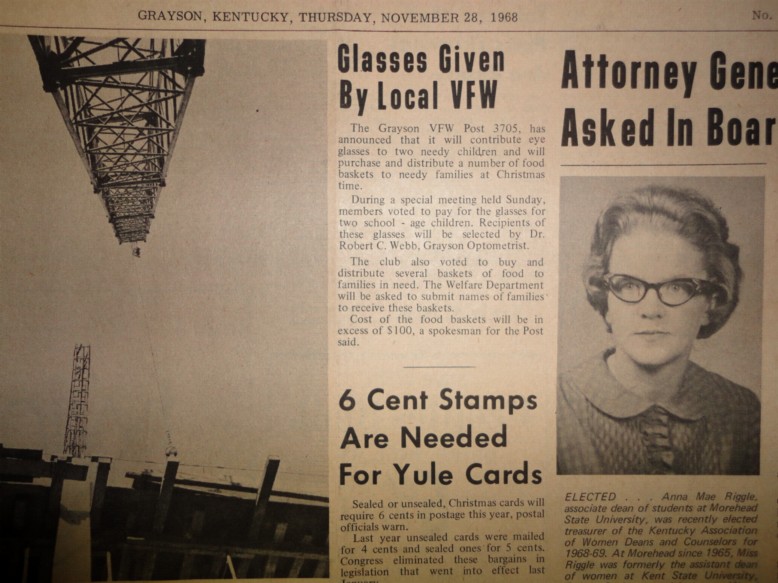 GRAYSON, KENTUCKY, THURSDAY, NOVEMBER 28, 1968
No.
Glasses Given
By Local VFW
The Grayson VFW Post 3705, has
announced that it will contribute eye
glasses to two needy children and will
purchase and distribute a number of food
baskets to needy families at Christmas
time.
During a special meeting held Sunday,
members voted to pay for the glasses for
two school - age children. Recipients of
these glasses will be selected by Dr.
Robert C. Webb, Grayson Optometrist.
The club also voted to buy and
distribute several baskets of food to
families in need. The Welfare Department
will be asked to submit names of families
to receive these baskets.
Cost of the food baskets will be in
excess of $100, a spokesman for the Post
said.
6 Cent Stamps
Are Needed
For Yule Cards
Sealed or unsealed, Christmas cards will
require 6 cents in postage this year, postal
officials warn.
Last year unsealed cards were mailed
for 4 cents and sealed ones for 5 cents.
Congress eliminated these bargains in
legislation that went into effect last
Attorney Gene
Asked In Boar
ELECTED . . . Anna Mae Riggle,
associate dean of students at Morehead
State University, was recently elected
treasurer of the Kentucky Association
of Women Deans and Counselors for
1968-69. At Morehead since 1965, Miss
Riggle was formerly the assistant dean
of women at Kent State University,